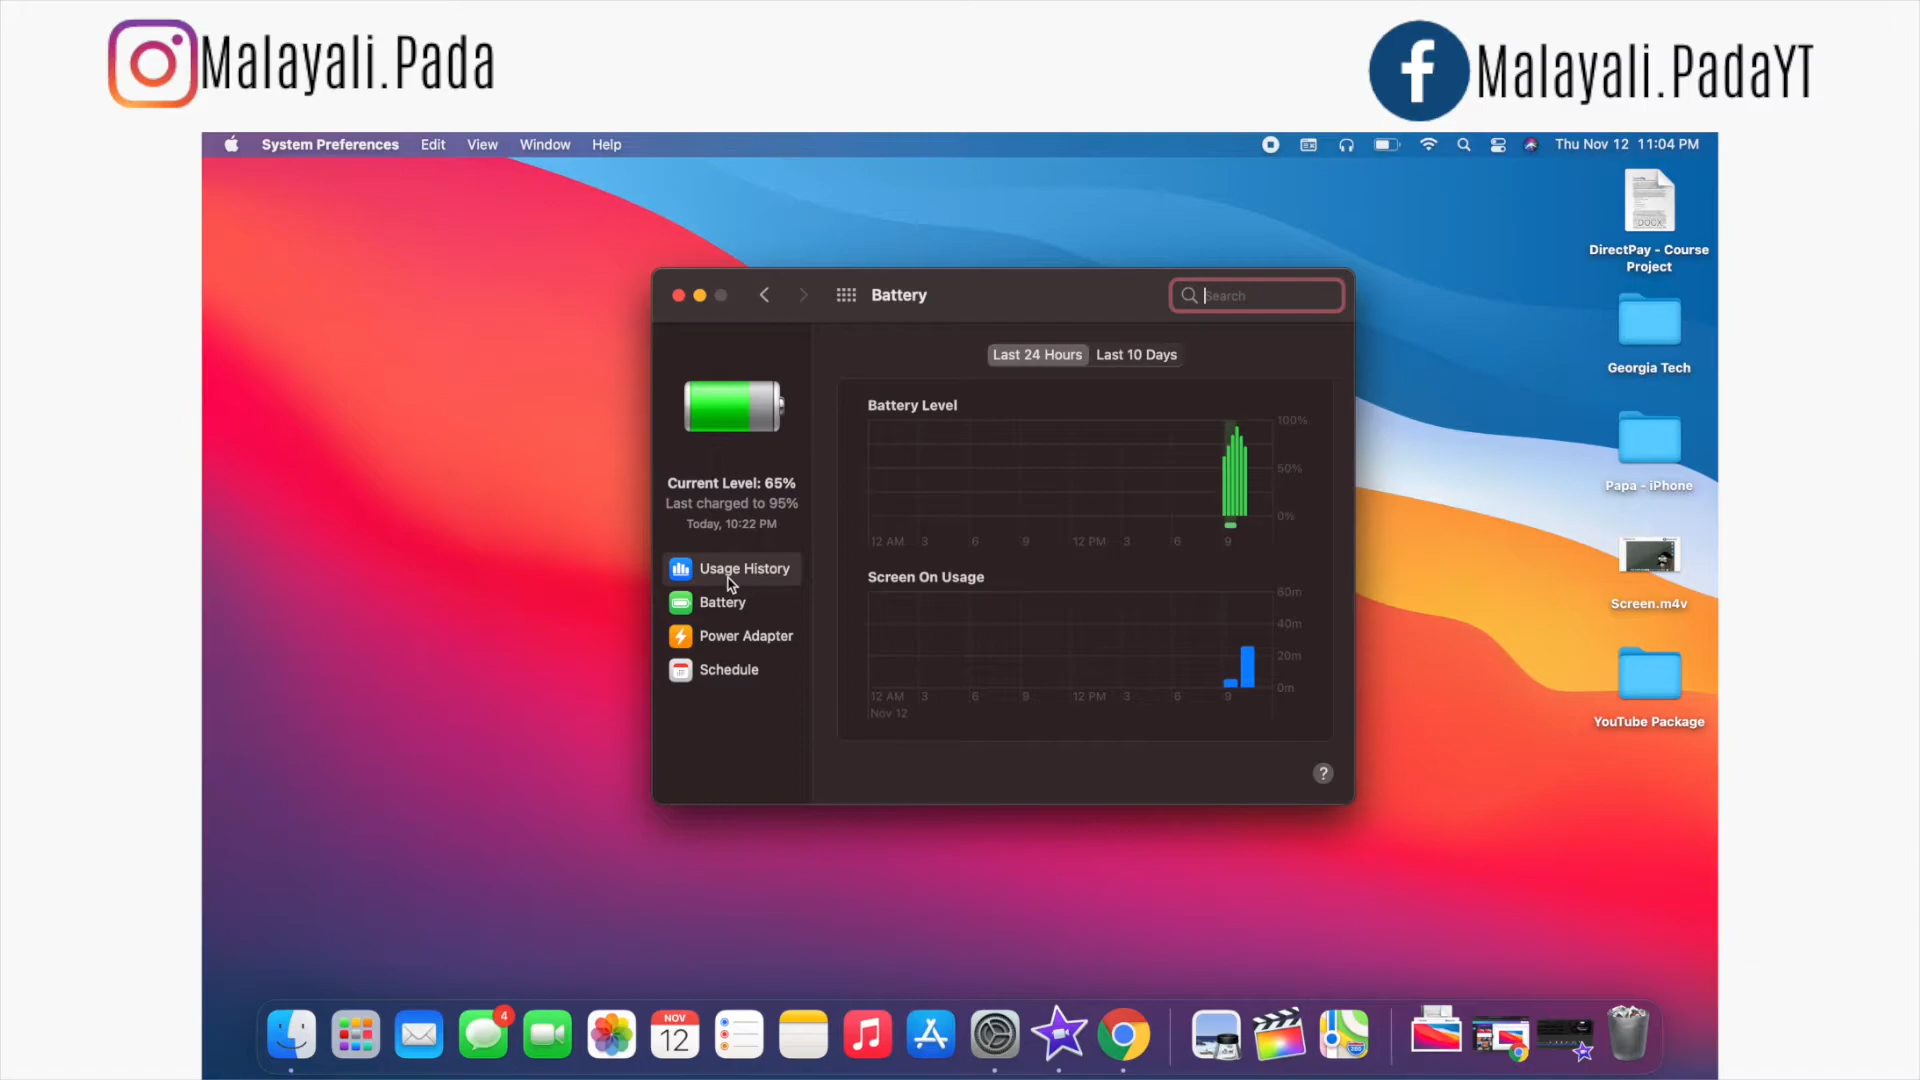 Malayali.Pada
Malayali.PadaYT
System Preferences Edit View Window Help
Thu Nov 12 11:04 PM
DOCX
DirectPay - Course
Project
Georgia Tech
Papa - iPhone
Screen.m4v
YouTube Package
Battery
Search
Last 24 Hours Last 10 Days
Current Level: 65%
Last charged to 95%
Today, 10:22 PM
Usage History
Battery
Power Adapter
Schedule
Battery Level
100%
50%
0%
12 AM 3 6 9 12 PM 3 6 9
Screen On Usage
60m
40m
20m
0m
12 AM 3 6 9 12 PM 3 6 9
Nov 12
?
4
NOV
12